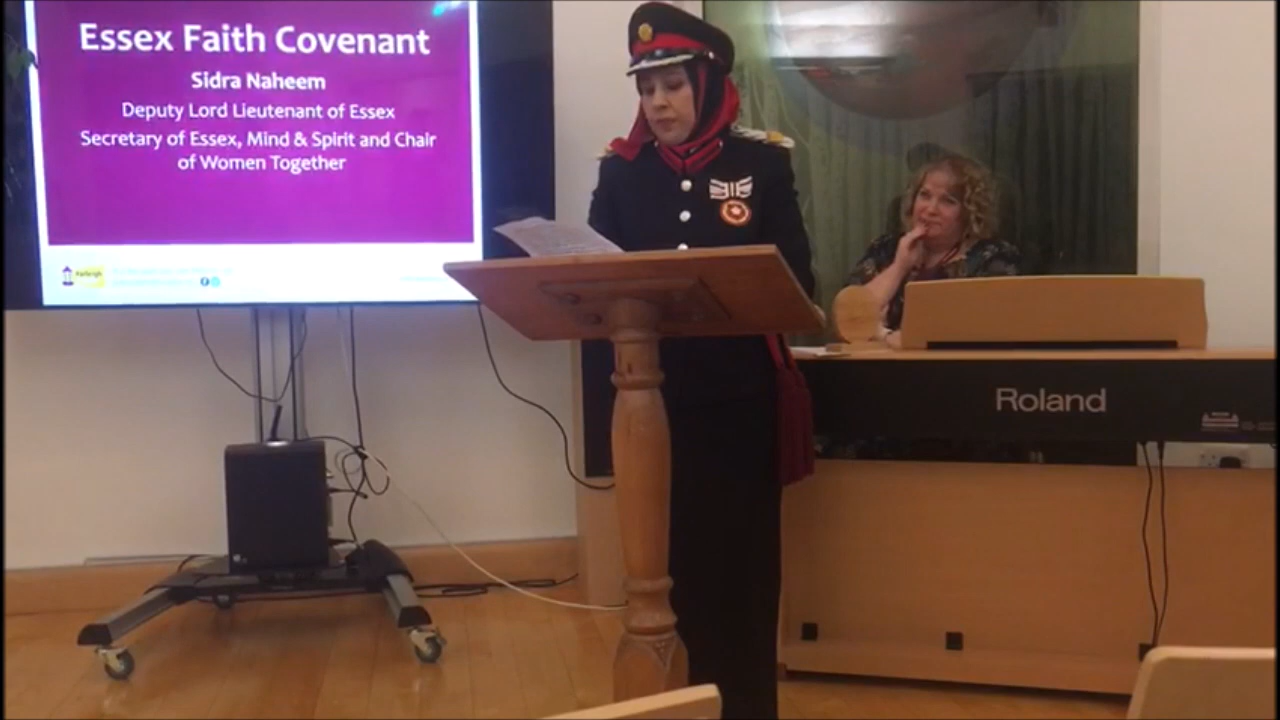 Essex Faith Covenant
Sidra Naheem
Deputy Lord Lieutenant of Essex
Secretary of Essex, Mind & Spirit and Chair
of Women Together
Farleigh
Roland